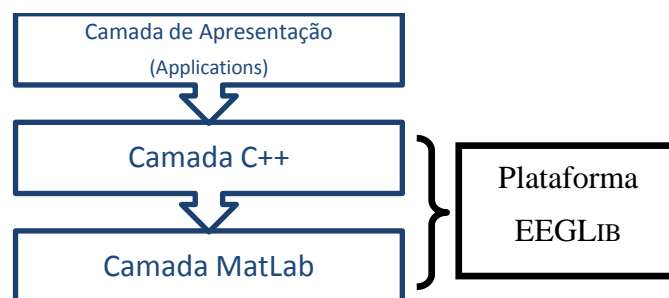 Camada de Apresentação
(Applications)
Camada C++
Plataforma
EEGLIB
Camada MatLab